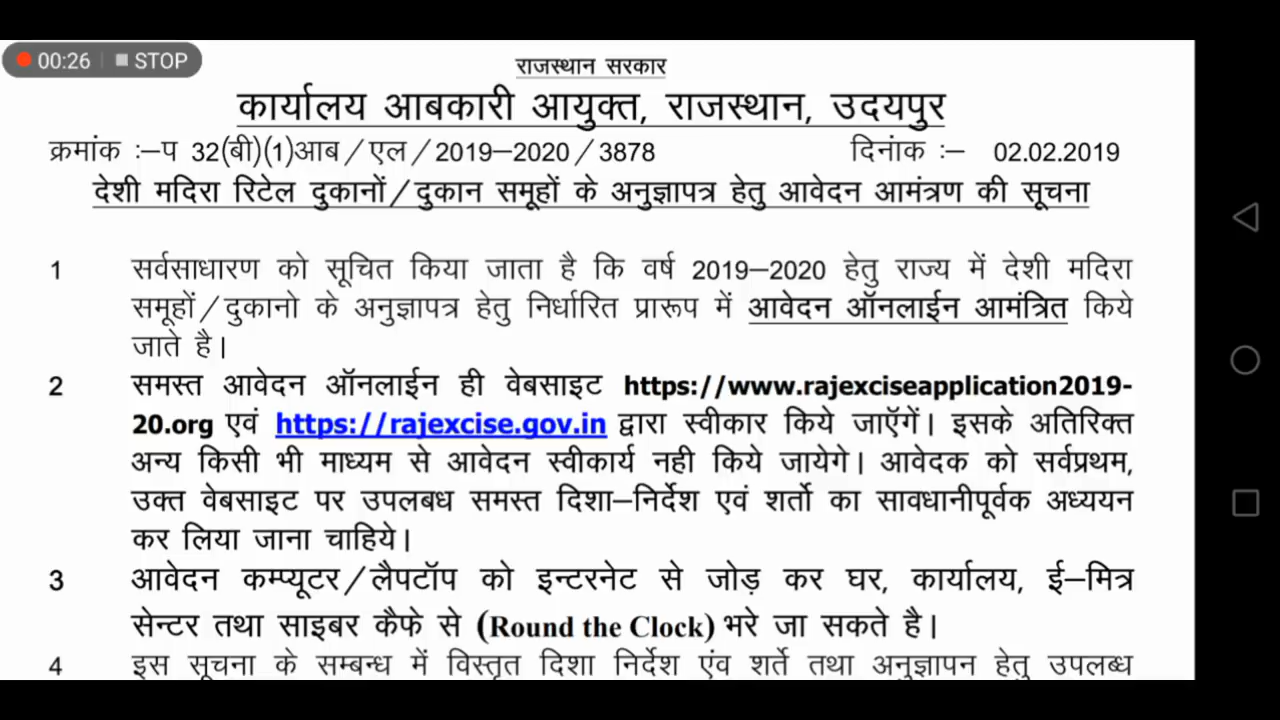 00:26 STOP
राजस्थान सरकार
कार्यालय आबकारी आयुक्त, राजस्थान, उदयपुर
क्रमांक :–प 32(बी)(1)आब/एल/2019–2020/3878 दिनांक :– 02.02.2019
देशी मदिरा रिटेल दुकानों/दुकान समूहों के अनुज्ञापत्र हेतु आवेदन आमंत्रण की सूचना
1 सर्वसाधारण को सूचित किया जाता है कि वर्ष 2019–2020 हेतु राज्य में देशी मदिरा
समूहों/दुकानो के अनुज्ञापत्र हेतु निर्धारित प्रारूप में आवेदन ऑनलाईन आमंत्रित किये
जाते है।
2 समस्त आवेदन ऑनलाईन ही वेबसाइट https://www.rajexciseapplication2019-
20.org एवं https://rajexcise.gov.in द्वारा स्वीकार किये जाऍगें। इसके अतिरिक्त
अन्य किसी भी माध्यम से आवेदन स्वीकार्य नही किये जायेगे। आवेदक को सर्वप्रथम,
उक्त वेबसाइट पर उपलबध समस्त दिशा–निर्देश एवं शर्तो का सावधानीपूर्वक अध्ययन
कर लिया जाना चाहिये।
3 आवेदन कम्प्यूटर/लैपटॉप को इन्टरनेट से जोड़ कर घर, कार्यालय, ई–मित्र
सेन्टर तथा साइबर कैफे से (Round the Clock) भरे जा सकते है।
4 इस सूचना के सम्बन्ध में विस्तृत दिशा निर्देश एंव शर्ते तथा अनुज्ञापन हेतु उपलब्ध